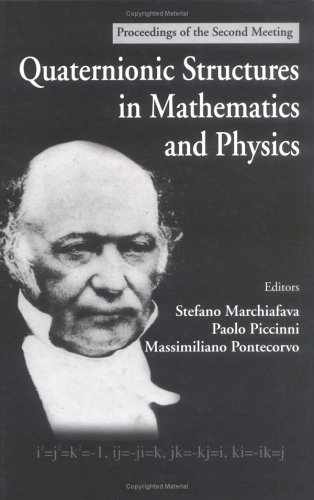 Proceedings of the Second Meeting
Quaternionic Structures
in Mathematics
and Physics
Editors
Stefano Marchiafava
Paolo Piccinni
Massimiliano Pontecorvo
i²=j²=k²=-1, ij=-ji=k, jk=-kj=i, ki=-ik=j